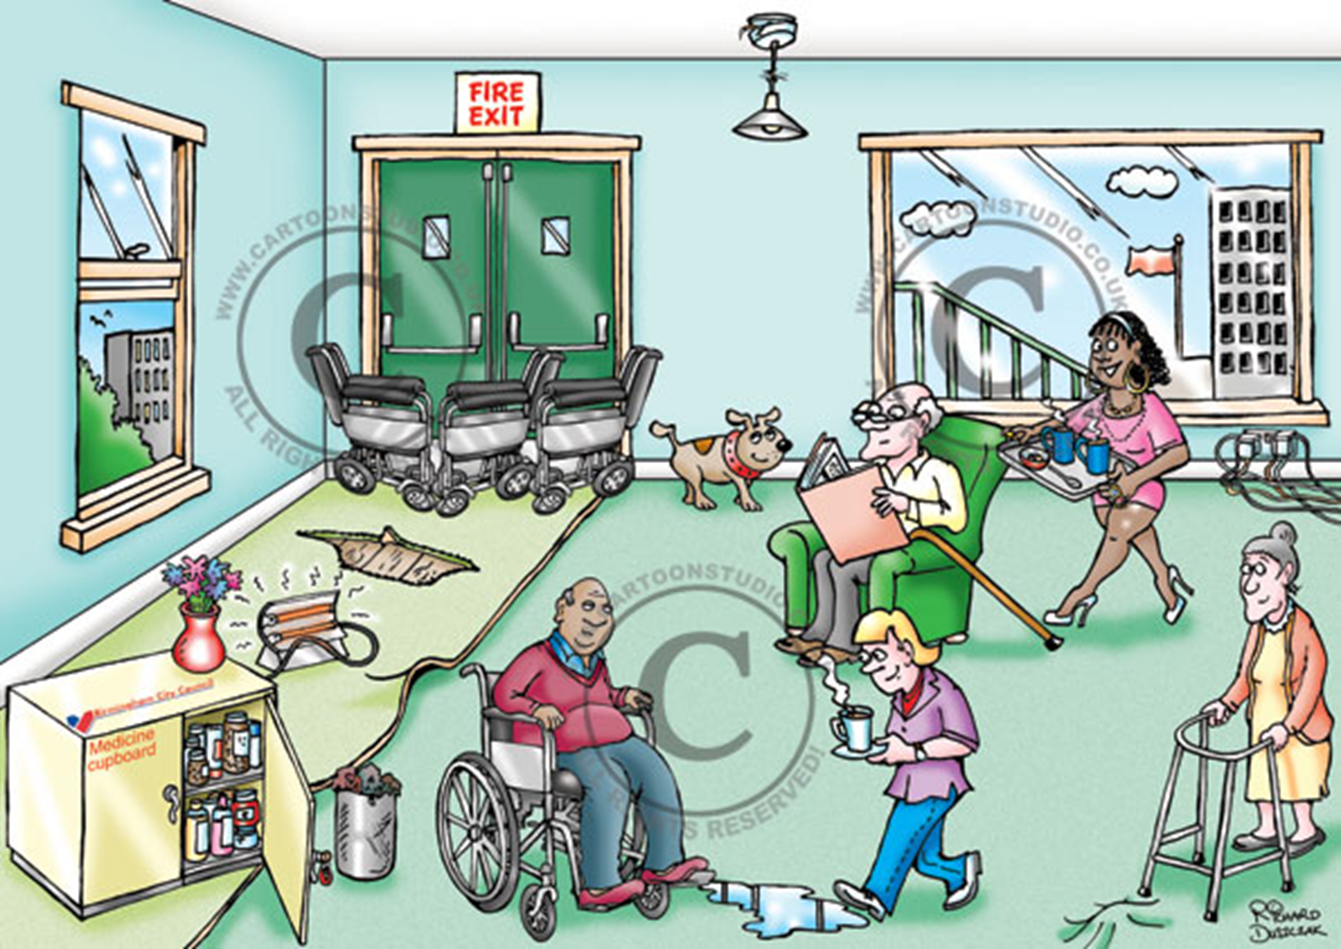 FIRE
EXIT
WWW.CARTOONSTUDIO.CO.UK
ALL RIGHTS RESERVED!
C
C
C
Birmingham City Council
Medicine
cupboard
RICHARD
DUSZCZAK